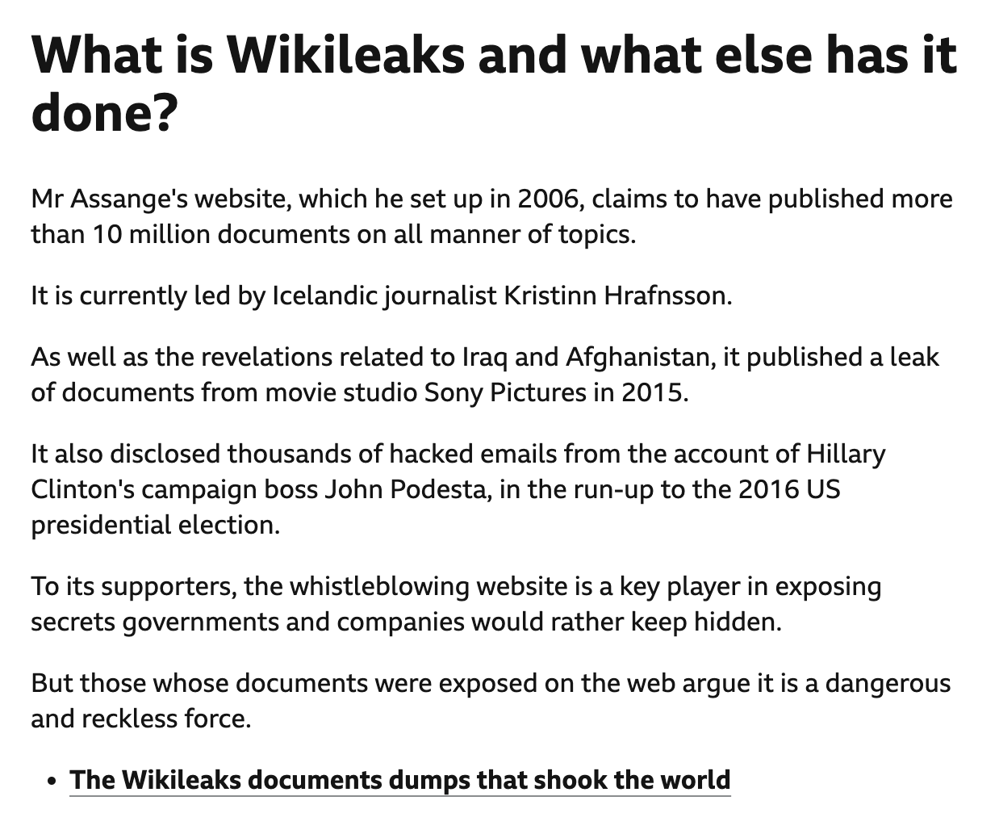 What is Wikileaks and what else has it
done?
Mr Assange's website, which he set up in 2006, claims to have published more
than 10 million documents on all manner of topics.
It is currently led by Icelandic journalist Kristinn Hrafnsson.
As well as the revelations related to Iraq and Afghanistan, it published a leak
of documents from movie studio Sony Pictures in 2015.
It also disclosed thousands of hacked emails from the account of Hillary
Clinton's campaign boss John Podesta, in the run-up to the 2016 US
presidential election.
To its supporters, the whistleblowing website is a key player in exposing
secrets governments and companies would rather keep hidden.
But those whose documents were exposed on the web argue it is a dangerous
and reckless force.
• The Wikileaks documents dumps that shook the world